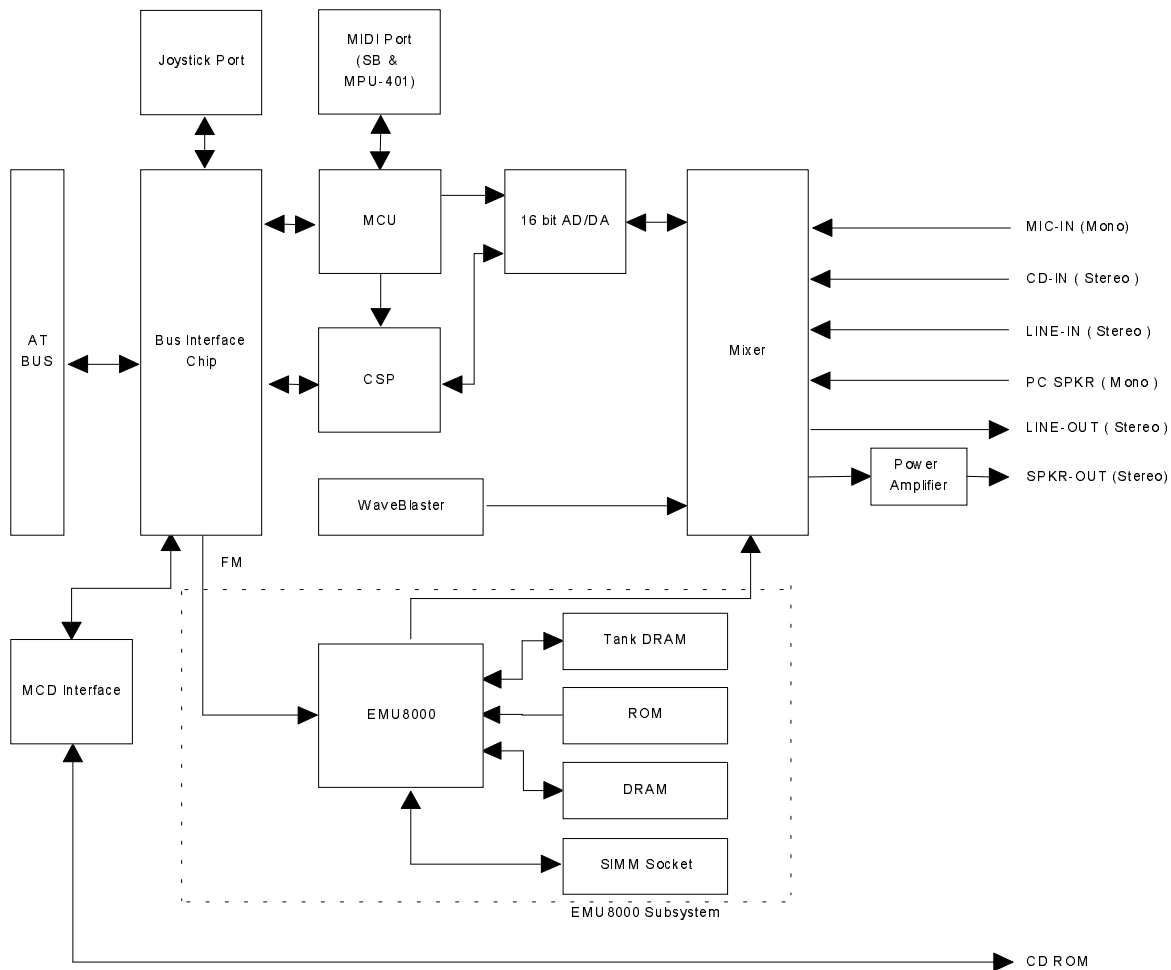 Joystick Port
MIDI Port
(SB &
MPU-401)
AT
BUS
Bus Interface
Chip
MCU
16 bit AD/DA
CSP
Mixer
MIC-IN (Mono)
CD-IN ( Stereo )
LINE-IN ( Stereo )
PC SPKR ( Mono )
LINE-OUT ( Stereo )
Power
Amplifier
SPKR-OUT (Stereo)
WaveBlaster
FM
MCD Interface
EMU8000
Tank DRAM
ROM
DRAM
SIMM Socket
EMU8000 Subsystem
CD ROM